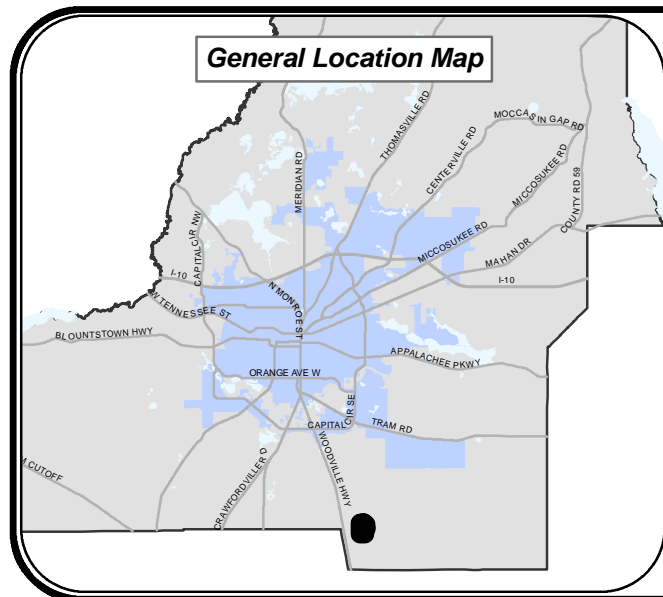 General Location Map
THOMASVILLE RD
MOCCASIN GAP RD
CENTERVILLE RD
MICCOSUKEE RD
COUNTY RD 59
MERIDIAN RD
CAPITAL CIR NW
MICCOSUKEE RD
MAHAN DR
I-10
I-10
N MONROE ST
W TENNESSEE ST
BLOUNTSTOWN HWY
APPALACHEE PKWY
ORANGE AVE W
CAPITAL CIR SE
TRAM RD
WOODVILLE HWY
M CUTOFF
CRAWFORDVILLE R D